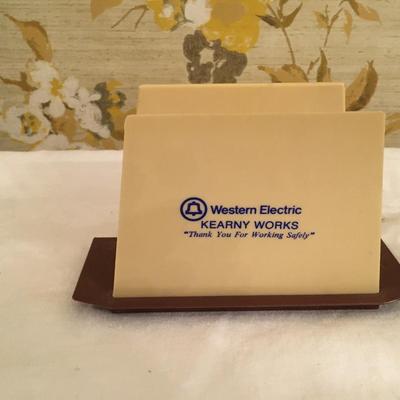 Western Electric
KEARNY WORKS
"Thank You For Working Safely"